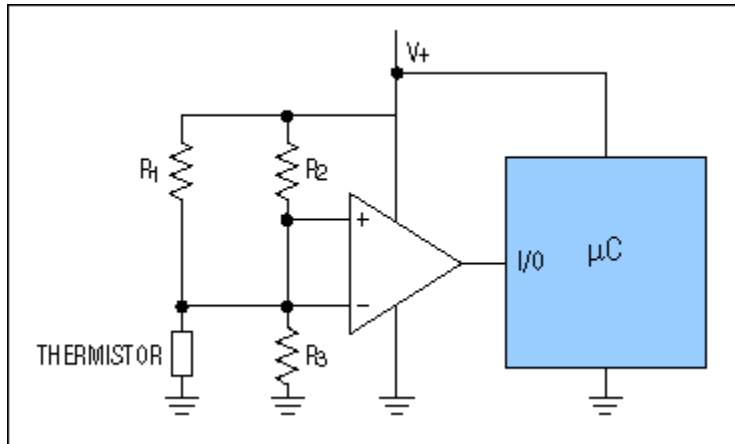 V+
R1
R2
+
I/O
µC
−
THERMISTOR
R3